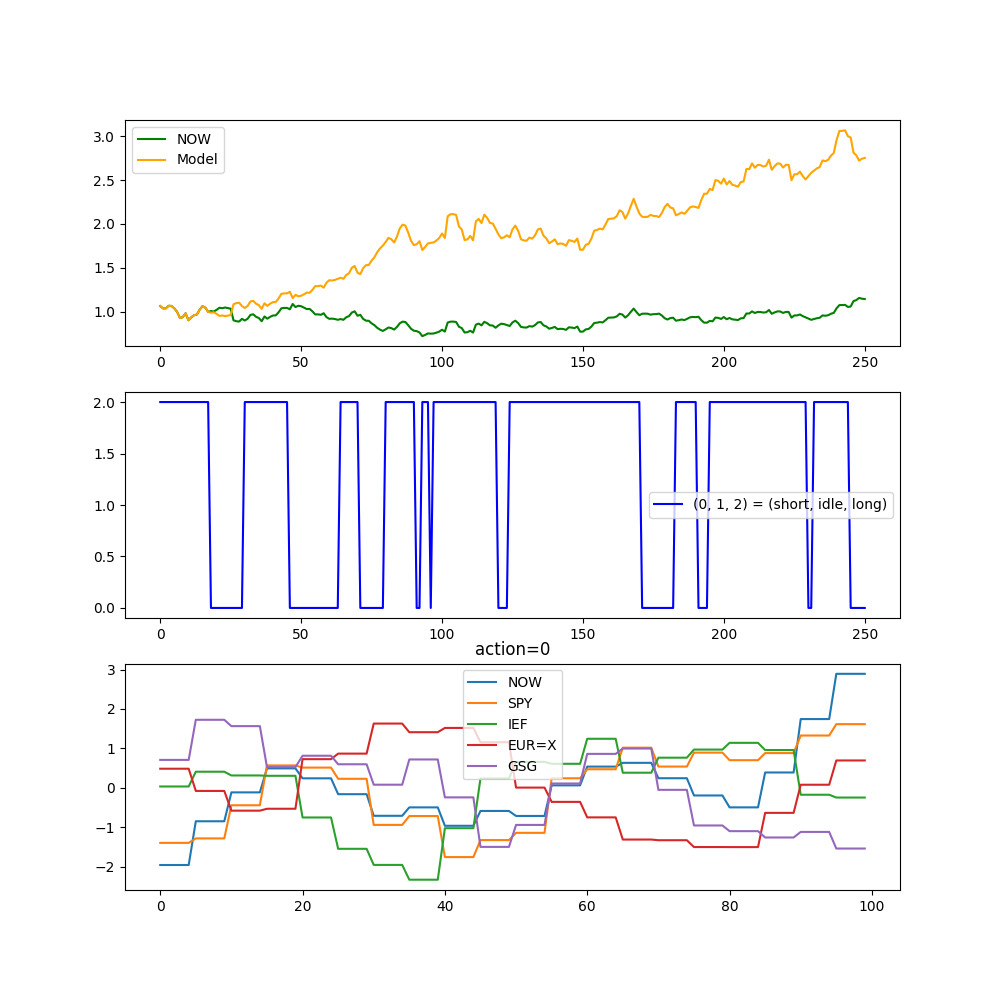 3.0
2.5
2.0
1.5
1.0
NOW
Model
0 50 100 150 200 250
2.0
1.5
1.0
0.5
0.0
(0, 1, 2) = (short, idle, long)
0 50 100 150 200 250
action=0
3
2
1
0
−1
−2
NOW
SPY
IEF
EUR=X
GSG
0 20 40 60 80 100